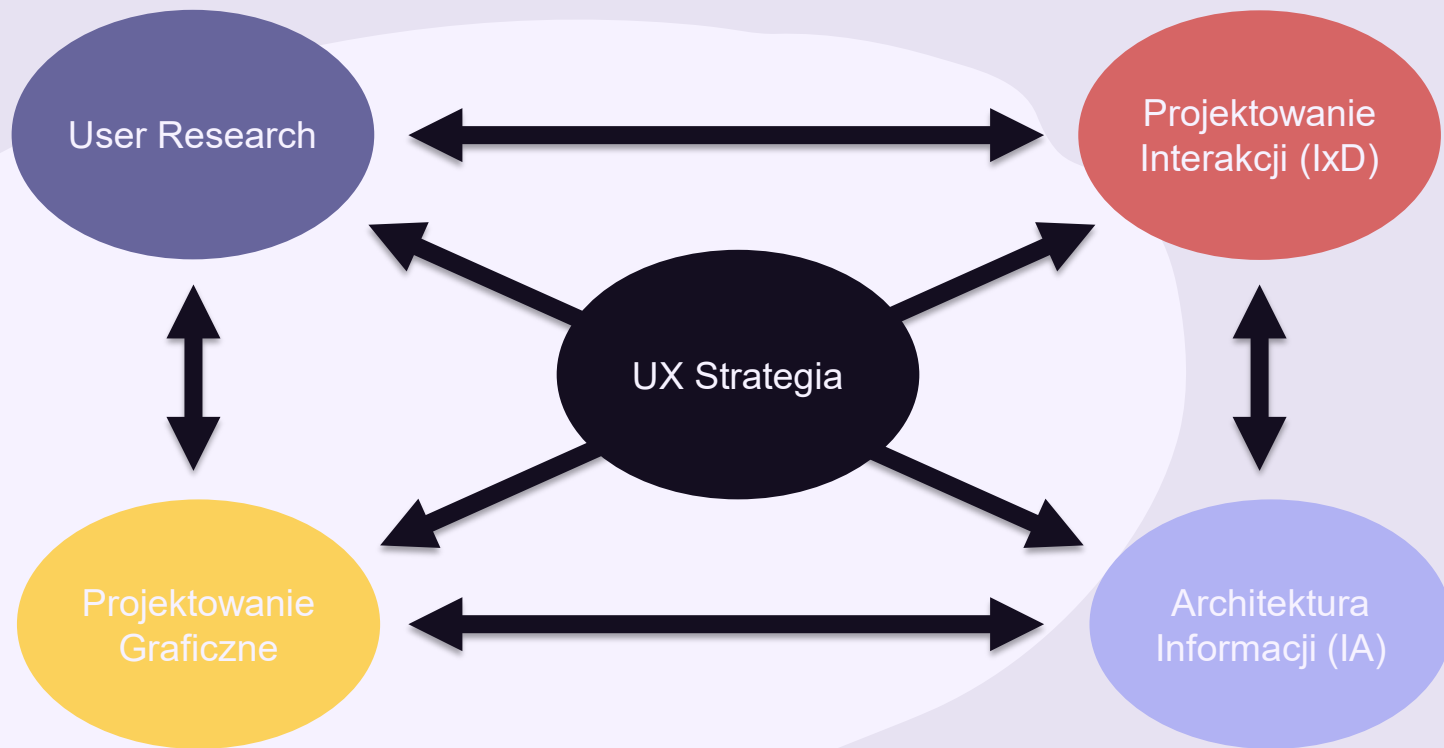 User Research
Projektowanie
Interakcji (IxD)
UX Strategia
Projektowanie
Graficzne
Architektura
Informacji (IA)